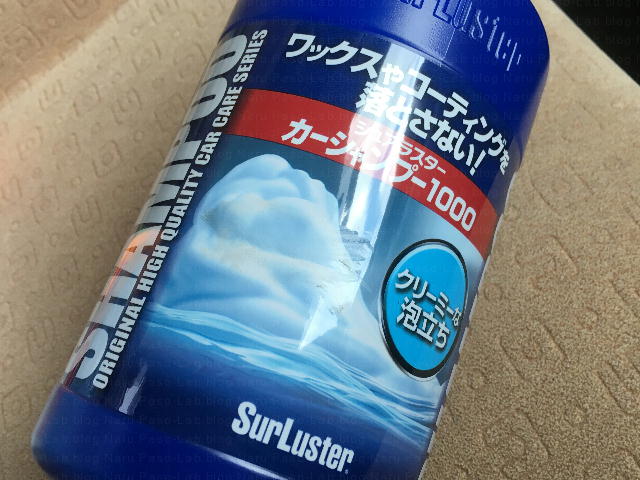 SurLuster
ワックスやコーティングを
落とさない!
シュアラスター
カーシャンプー1000
クリーミーな
泡立ち
SHAMPOO
ORIGINAL HIGH QUALITY CAR CARE SERIES
SurLuster